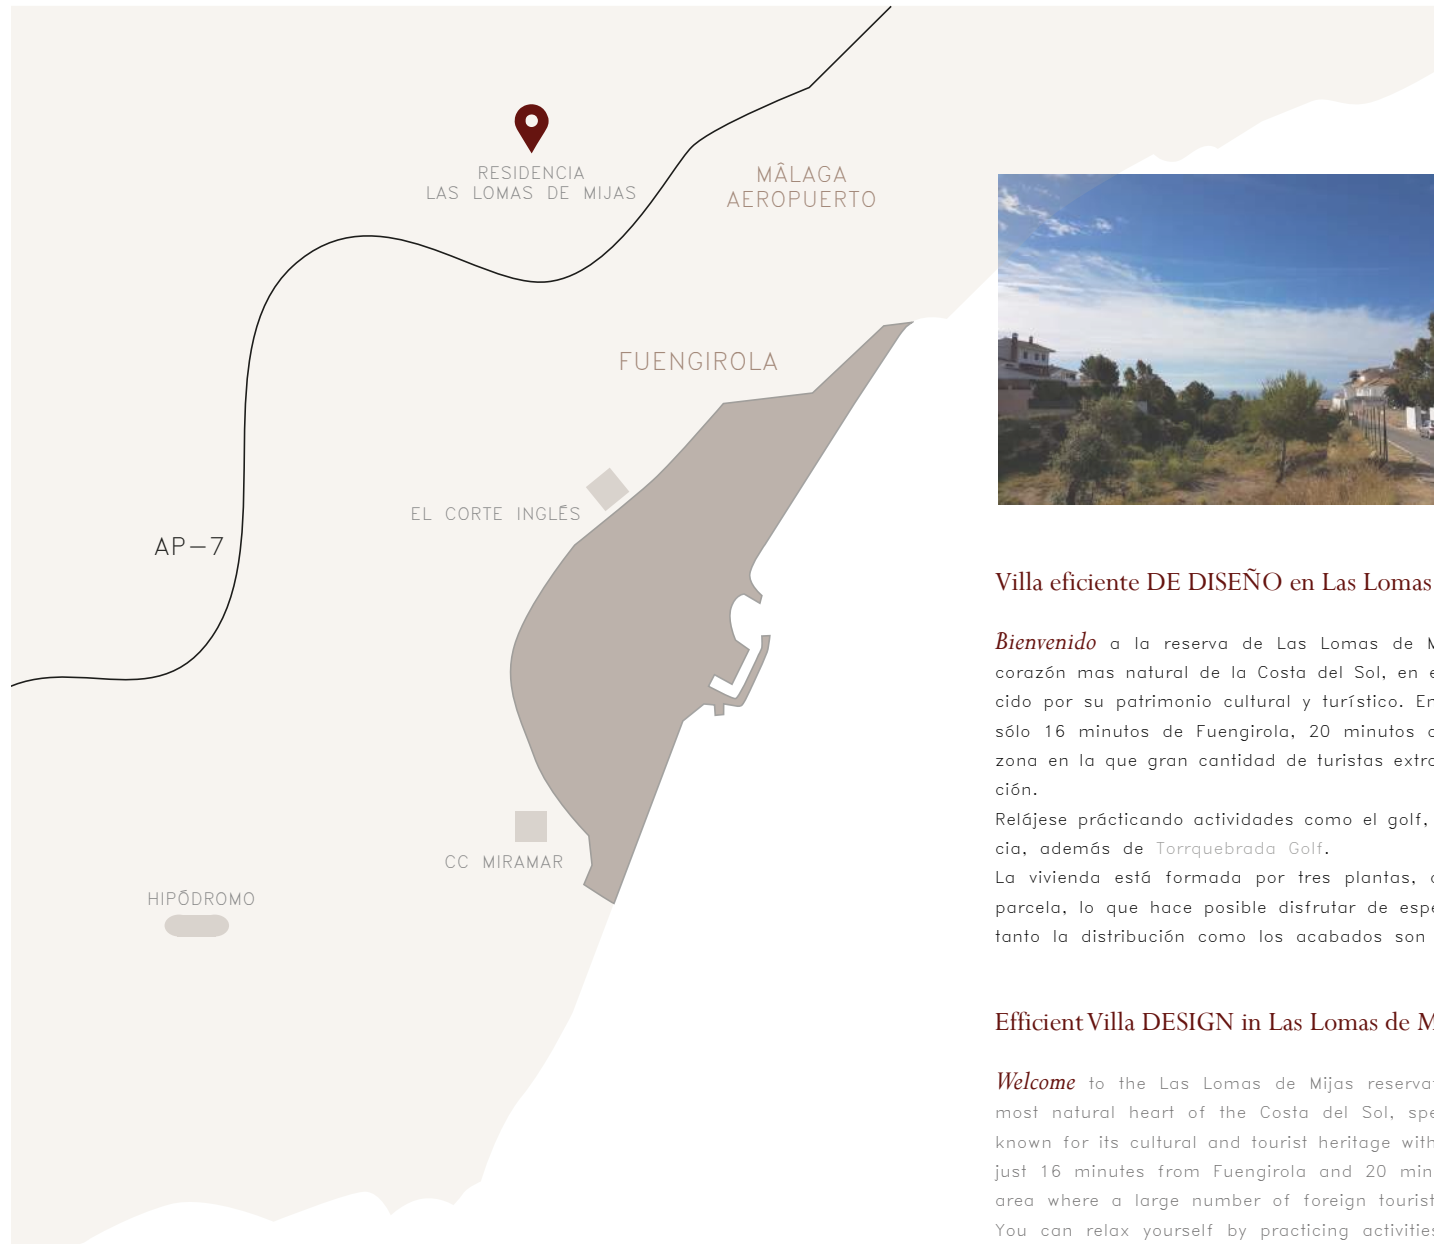 RESIDENCIA
LAS LOMAS DE MIJAS
MÂLAGA
AEROPUERTO
FUENGIROLA
EL CORTE INGLÉS
AP-7
CC MIRAMAR
HIPÓDROMO
Villa eficiente DE DISEÑO en Las Lomas
Bienvenido a la reserva de Las Lomas de
corazón mas natural de la Costa del Sol, en
cido por su patrimonio cultural y turístico. En
sólo 16 minutos de Fuengirola, 20 minutos
zona en la que gran cantidad de turistas
ción.
Relájese prácticando actividades como el golf,
cia, además de Torrquebrada Golf.
La vivienda está formada por tres plantas,
parcela, lo que hace posible disfrutar de
tanto la distribución como los acabados son
Efficient Villa DESIGN in Las Lomas de
Welcome to the Las Lomas de Mijas
most natural heart of the Costa del Sol,
known for its cultural and tourist heritage with
just 16 minutes from Fuengirola and 20
area where a large number of foreign tourist
You can relax yourself by practicing activities